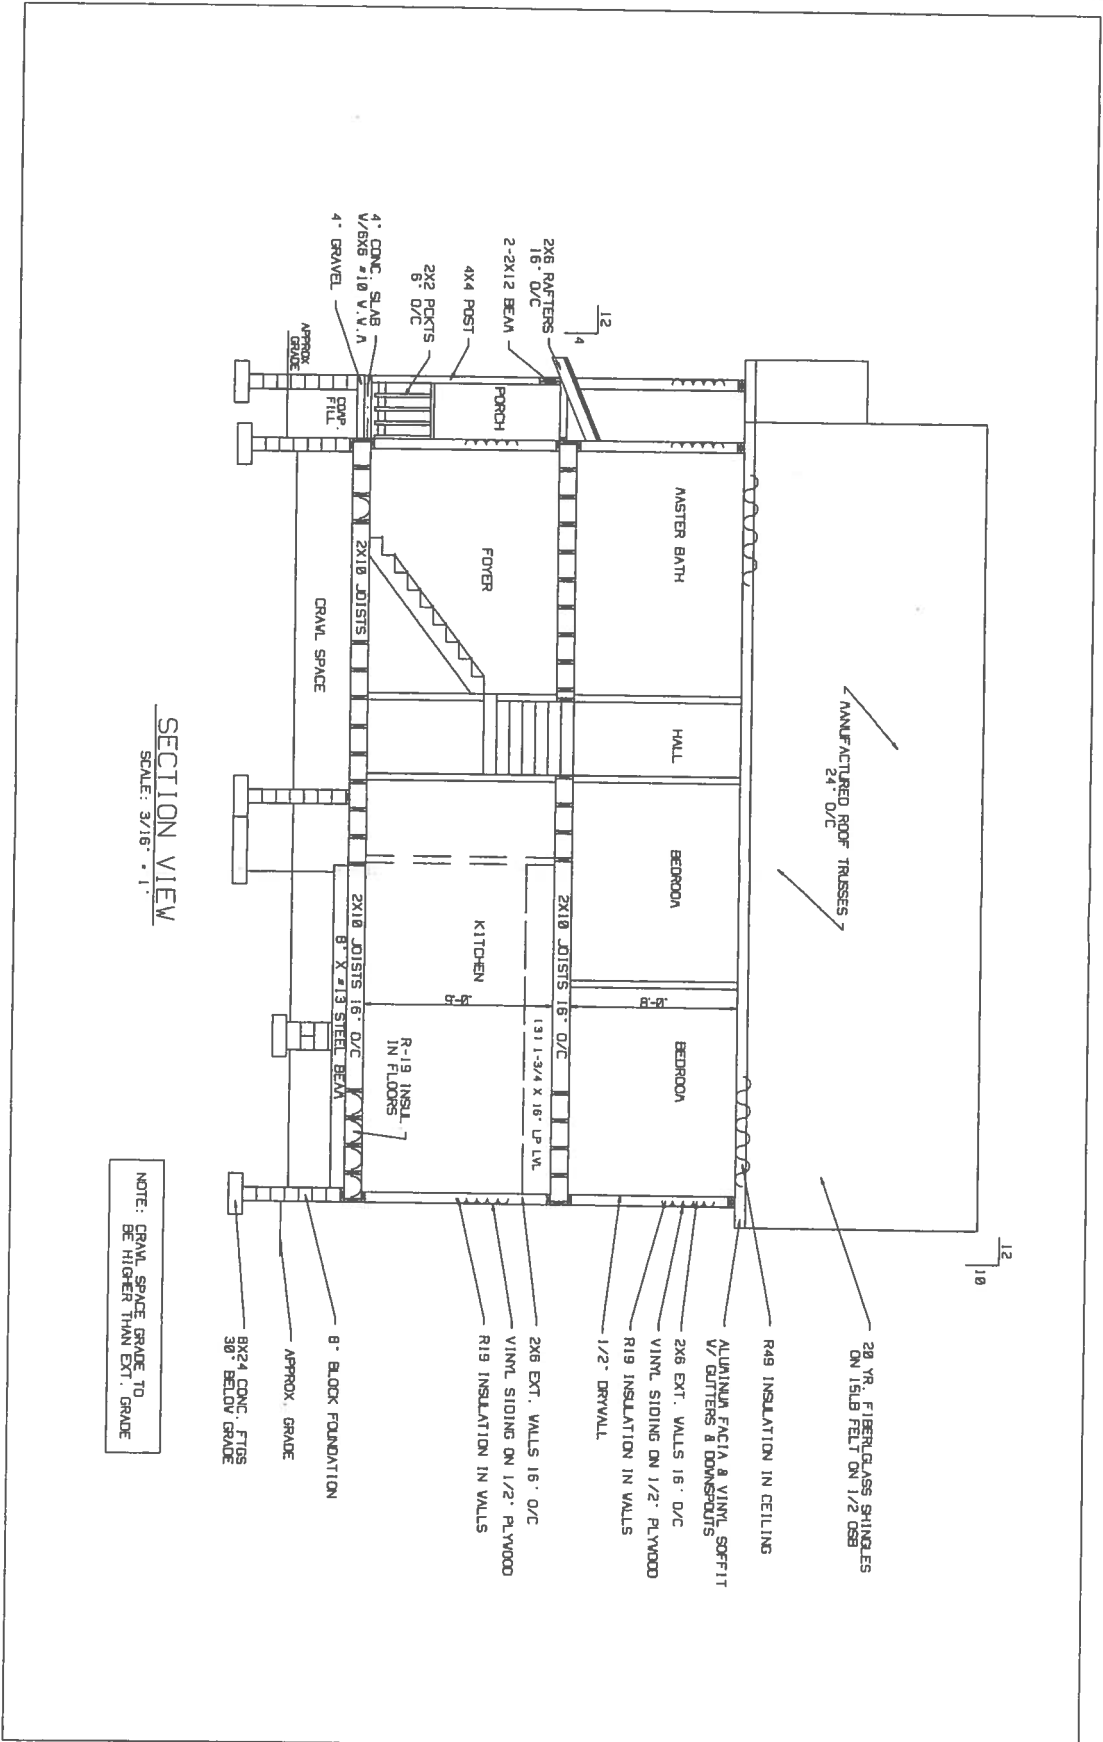 12
10
20 YR. FIBERLGLASS SHINGLES
ON 15LB FELT ON 1/2 OSB
R49 INSULATION IN CEILING
ALUMINUM FACIA & VINYL SOFFIT
W/ GUTTERS & DOWNSPOUTS
2X6 EXT. WALLS 16" O/C
VINYL SIDING ON 1/2" PLYWOOD
R19 INSULATION IN WALLS
1/2" DRYWALL
2X6 EXT. WALLS 16" O/C
VINYL SIDING ON 1/2" PLYWOOD
R19 INSULATION IN WALLS
8" BLOCK FOUNDATION
APPROX. GRADE
8X24 CONC. FTGS
30" BELOW GRADE
MANUFACTURED ROOF TRUSSES
24" O/C
MASTER BATH
HALL
BEDROOM
BEDROOM
8'-0"
12
4
2X6 RAFTERS
16" O/C
2-2X12 BEAM
4X4 POST
2X2 PCKTS
6" O/C
4" CONC. SLAB
W/6X6 #10 W.W.M
4" GRAVEL
APPROX
GRADE
COMP.
FILL
PORCH
FOYER
KITCHEN
2X10 JOISTS 16" O/C
(3) 1-3/4 X 16" LP LVL
R-19 INSUL
IN FLOORS
2X10 JOISTS
2X10 JOISTS 16" O/C
8" X #13 STEEL BEAM
CRAWL SPACE
SECTION VIEW
SCALE: 3/16" = 1'
NOTE: CRAWL SPACE GRADE TO
BE HIGHER THAN EXT. GRADE